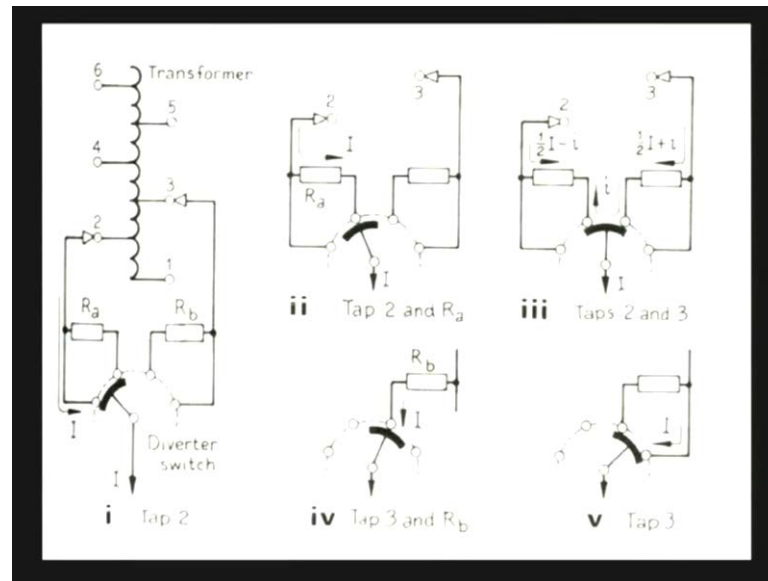 6
Transformer
5
4
3
2
1
Ra
Rb
I
Diverter
switch
I
i Tap 2
2
3
I
Ra
I
ii Tap 2 and Ra
2
3
½I-i
½I+i
i
I
iii Taps 2 and 3
Rb
I
iv Tap 3 and Rb
I
v Tap 3